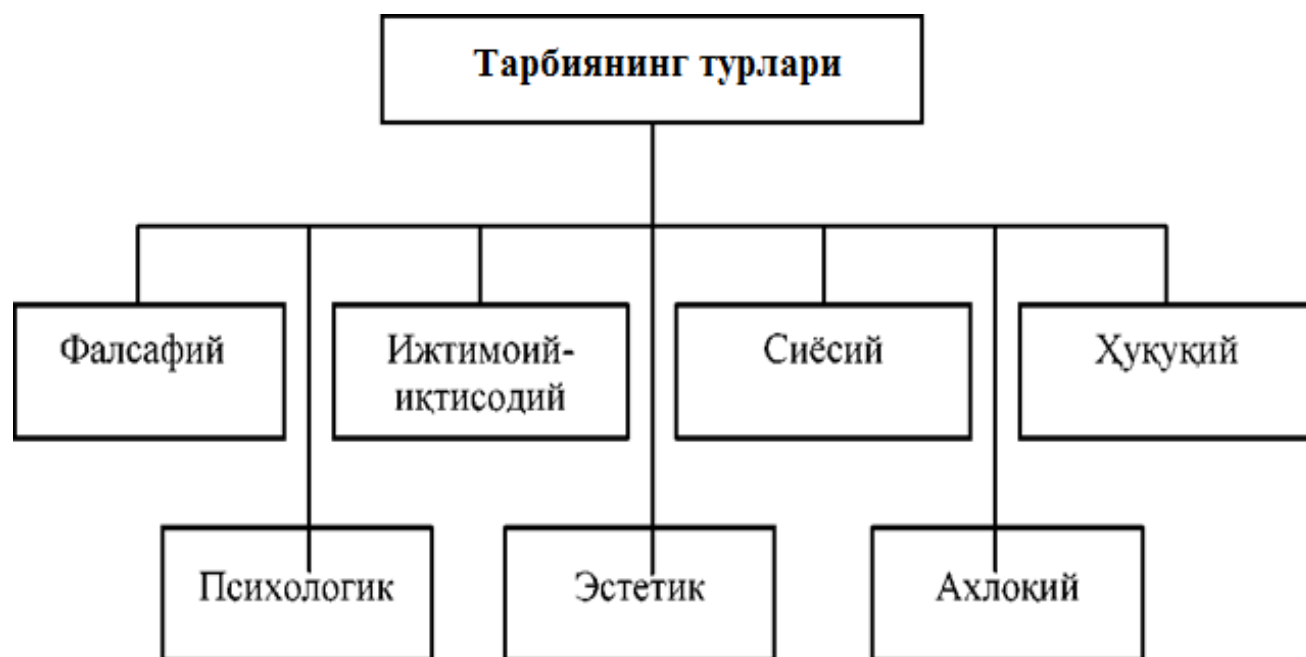 Тарбиянинг турлари
Фалсафий
Ижтимоий-
иқтисодий
Сиёсий
Ҳуқуқий
Психологик
Эстетик
Ахлоқий